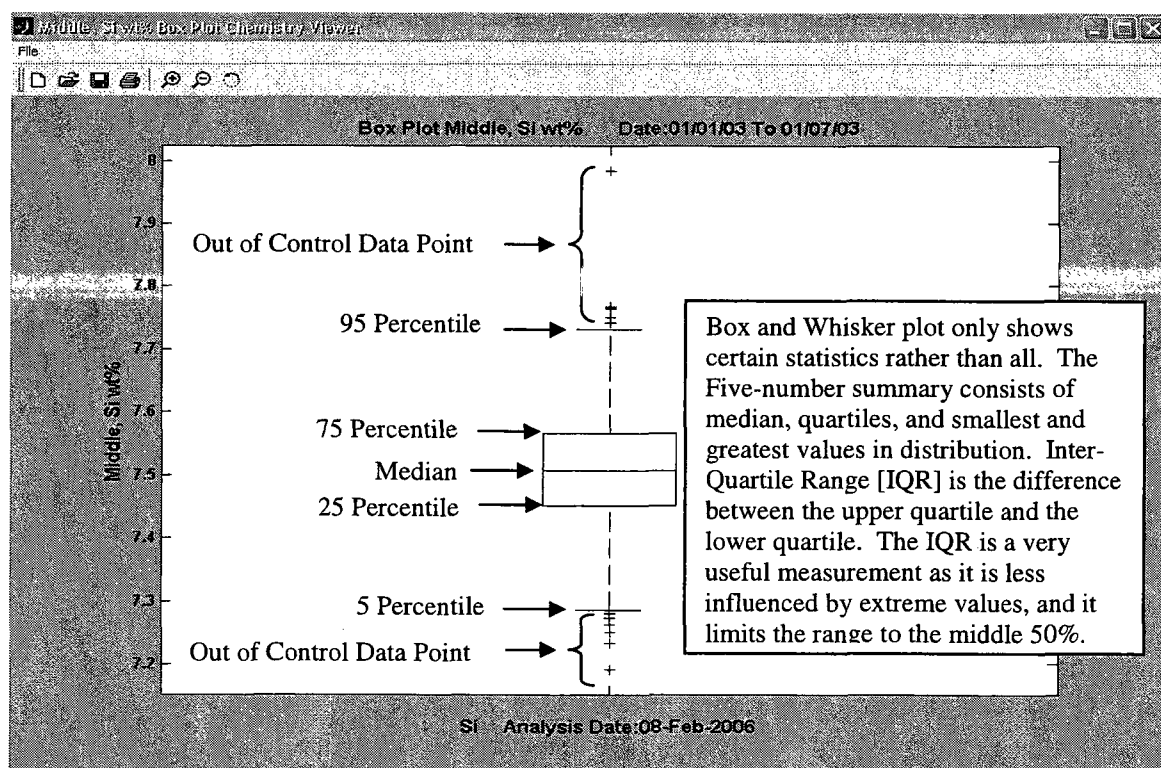 Middle, Si wt% Box Plot Chemistry Viewer
File
Box Plot Middle, Si wt% Date:01/01/03 To 01/07/03
8
7.9
Out of Control Data Point
7.8
95 Percentile
7.7
Middle, Si wt%
7.6
75 Percentile
7.5
Median
25 Percentile
7.4
7.3
5 Percentile
Out of Control Data Point
7.2
Box and Whisker plot only shows
certain statistics rather than all. The
Five-number summary consists of
median, quartiles, and smallest and
greatest values in distribution. Inter-
Quartile Range [IQR] is the difference
between the upper quartile and the
lower quartile. The IQR is a very
useful measurement as it is less
influenced by extreme values, and it
limits the range to the middle 50%.
Si Analysis Date:08-Feb-2006